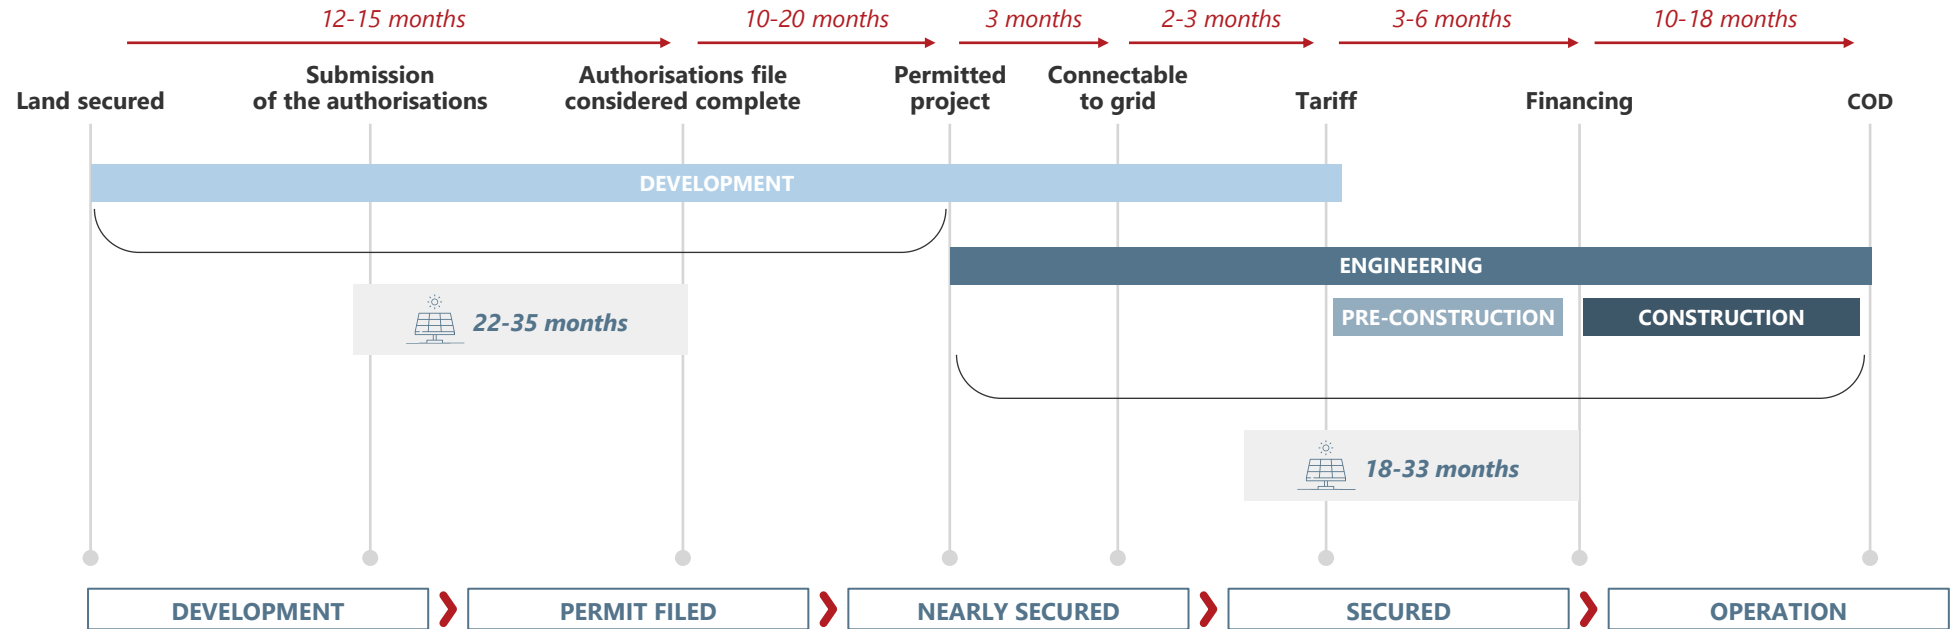 12-15 months
10-20 months
3 months
2-3 months
3-6 months
10-18 months
Land secured
Submission
of the authorisations
Authorisations file
considered complete
Permitted
project
Connectable
to grid
Tariff
Financing
COD
DEVELOPMENT
ENGINEERING
PRE-CONSTRUCTION
CONSTRUCTION
22-35 months
18-33 months
DEVELOPMENT
PERMIT FILED
NEARLY SECURED
SECURED
OPERATION